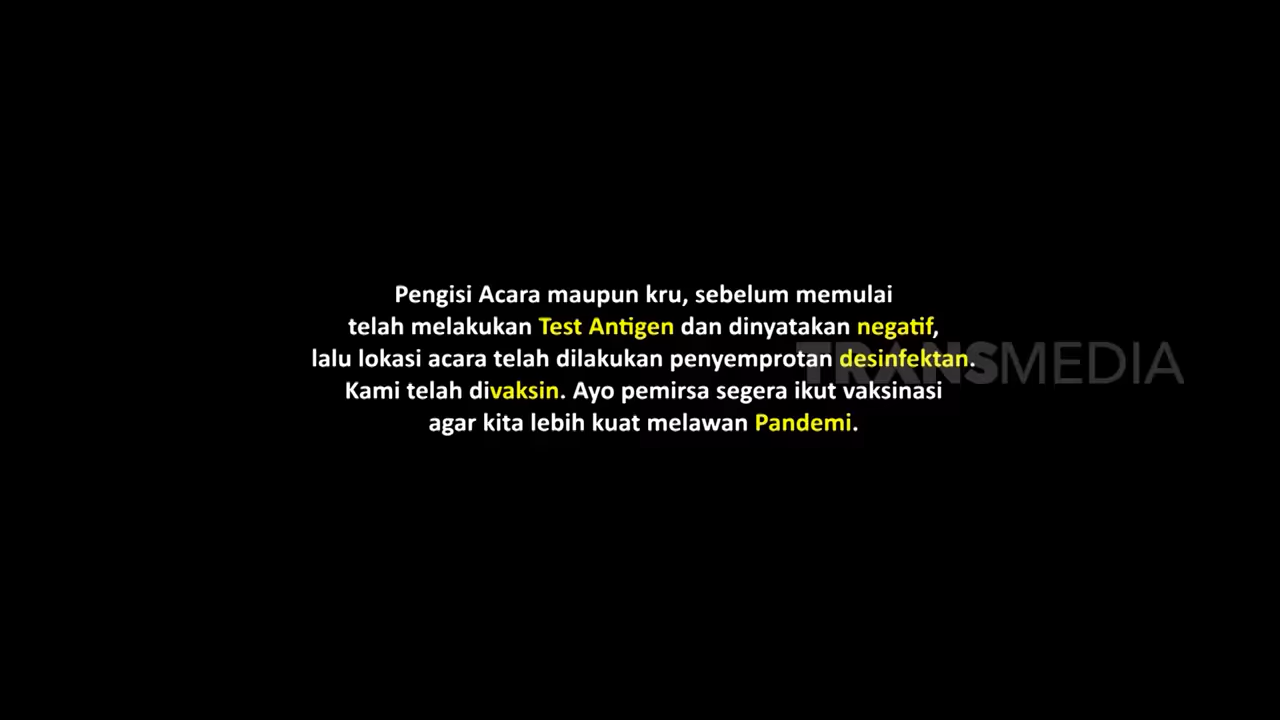 Pengisi Acara maupun kru, sebelum memulai
telah melakukan Test Antigen dan dinyatakan negatif,
lalu lokasi acara telah dilakukan penyemprotan desinfektan.
Kami telah divaksin. Ayo pemirsa segera ikut vaksinasi
agar kita lebih kuat melawan Pandemi.
TRANSMEDIA